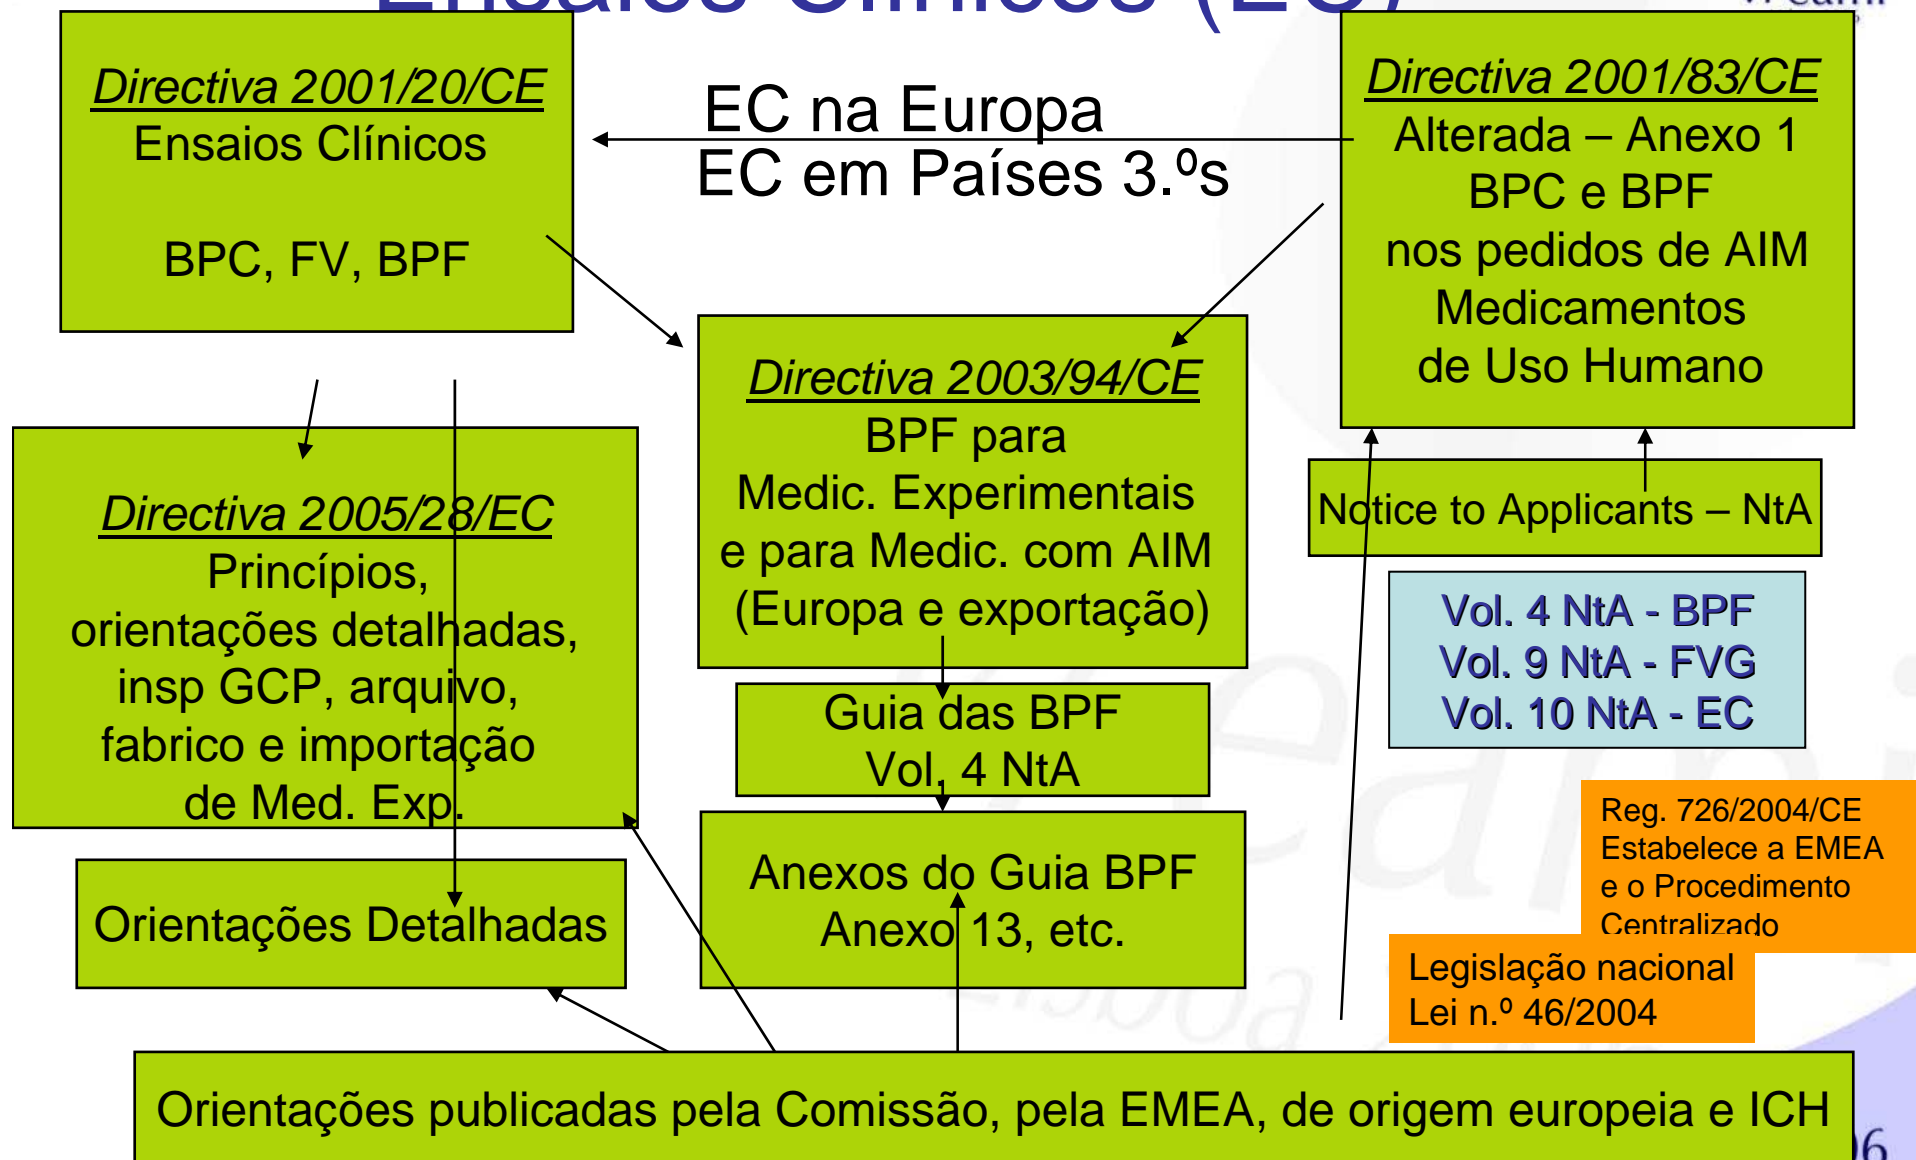 Ensaios Clínicos (EC)
Directiva 2001/20/CE
Ensaios Clínicos
BPC, FV, BPF
EC na Europa
EC em Países 3.ºs
Directiva 2001/83/CE
Alterada – Anexo 1
BPC e BPF
nos pedidos de AIM
Medicamentos
de Uso Humano
Directiva 2003/94/CE
BPF para
Medic. Experimentais
e para Medic. com AIM
(Europa e exportação)
Directiva 2005/28/EC
Princípios,
orientações detalhadas,
insp GCP, arquivo,
fabrico e importação
de Med. Exp.
Notice to Applicants – NtA
Vol. 4 NtA - BPF
Vol. 9 NtA - FVG
Vol. 10 NtA - EC
Guia das BPF
Vol. 4 NtA
Anexos do Guia BPF
Anexo 13, etc.
Orientações Detalhadas
Reg. 726/2004/CE
Estabelece a EMEA
e o Procedimento
Centralizado
Legislação nacional
Lei n.º 46/2004
Orientações publicadas pela Comissão, pela EMEA, de origem europeia e ICH